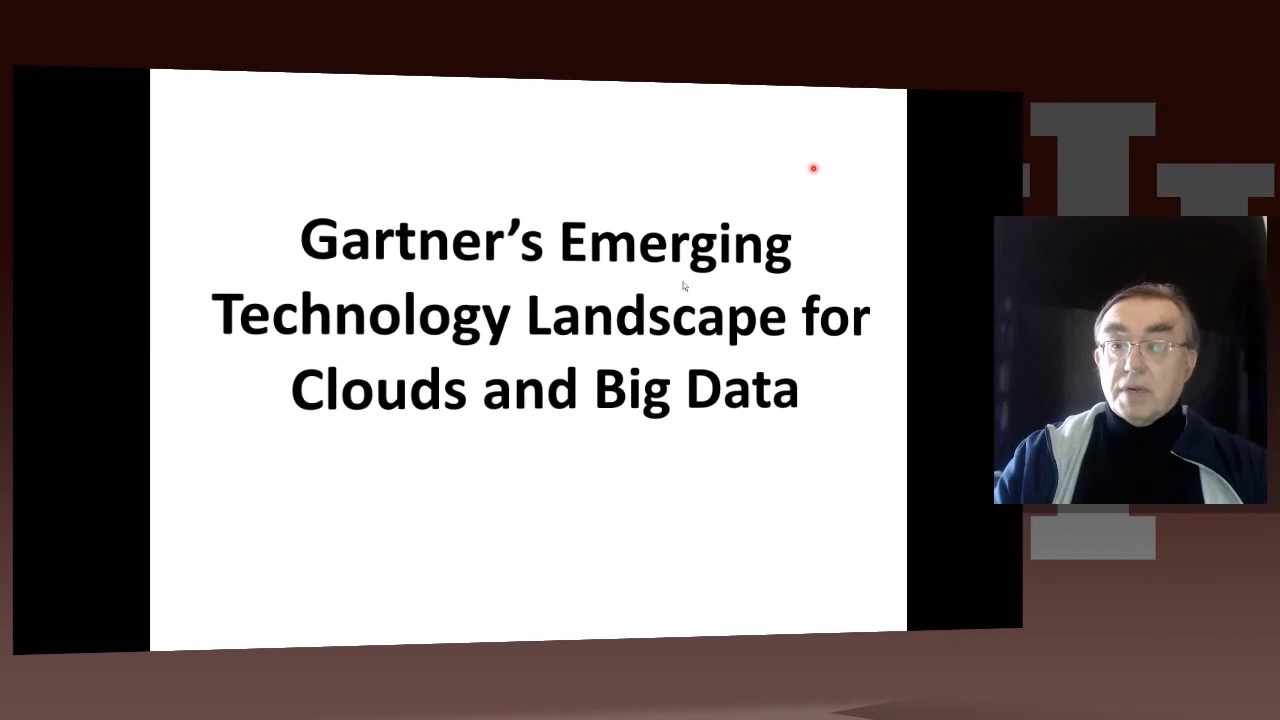 Gartner’s Emerging
Technology Landscape for
Clouds and Big Data